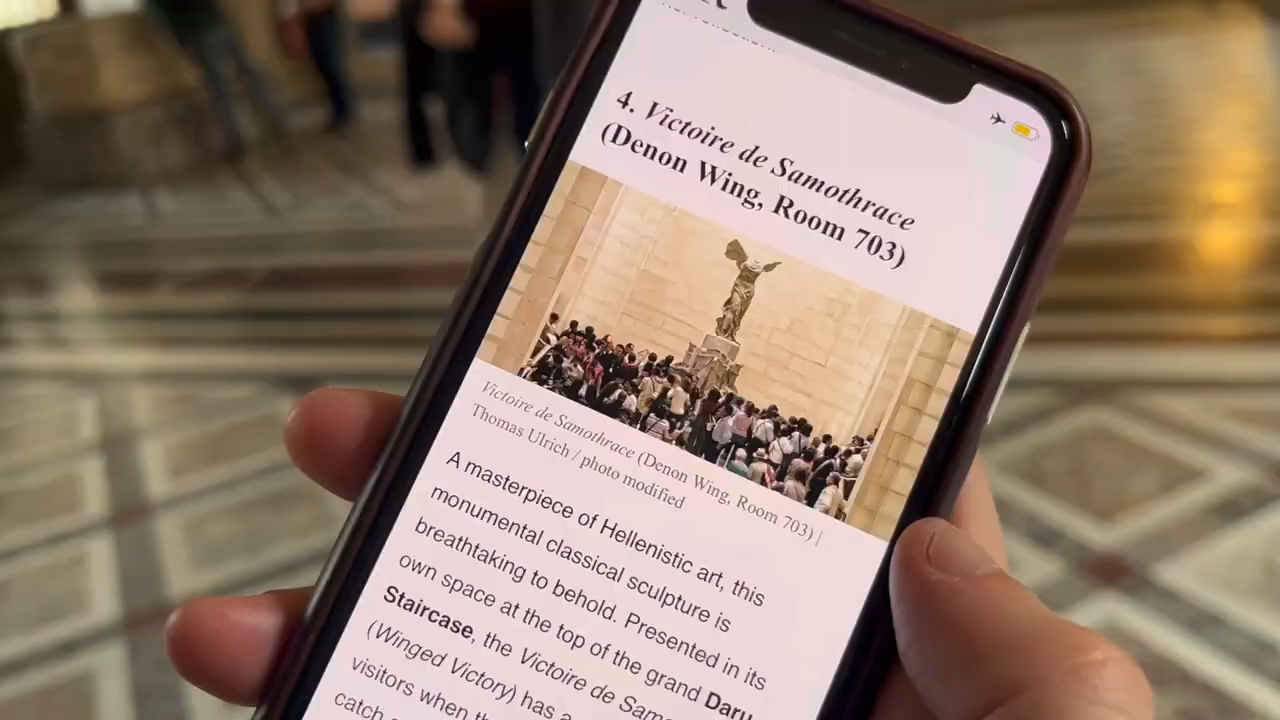 4. Victoire de Samothrace
(Denon Wing, Room 703)
Victoire de Samothrace (Denon Wing, Room 703) |
Thomas Ulrich / photo modified
A masterpiece of Hellenistic art, this
monumental classical sculpture is
breathtaking to behold. Presented in its
own space at the top of the grand Daru
Staircase, the Victoire de Samo
(Winged Victory) has a
visitors when
catch